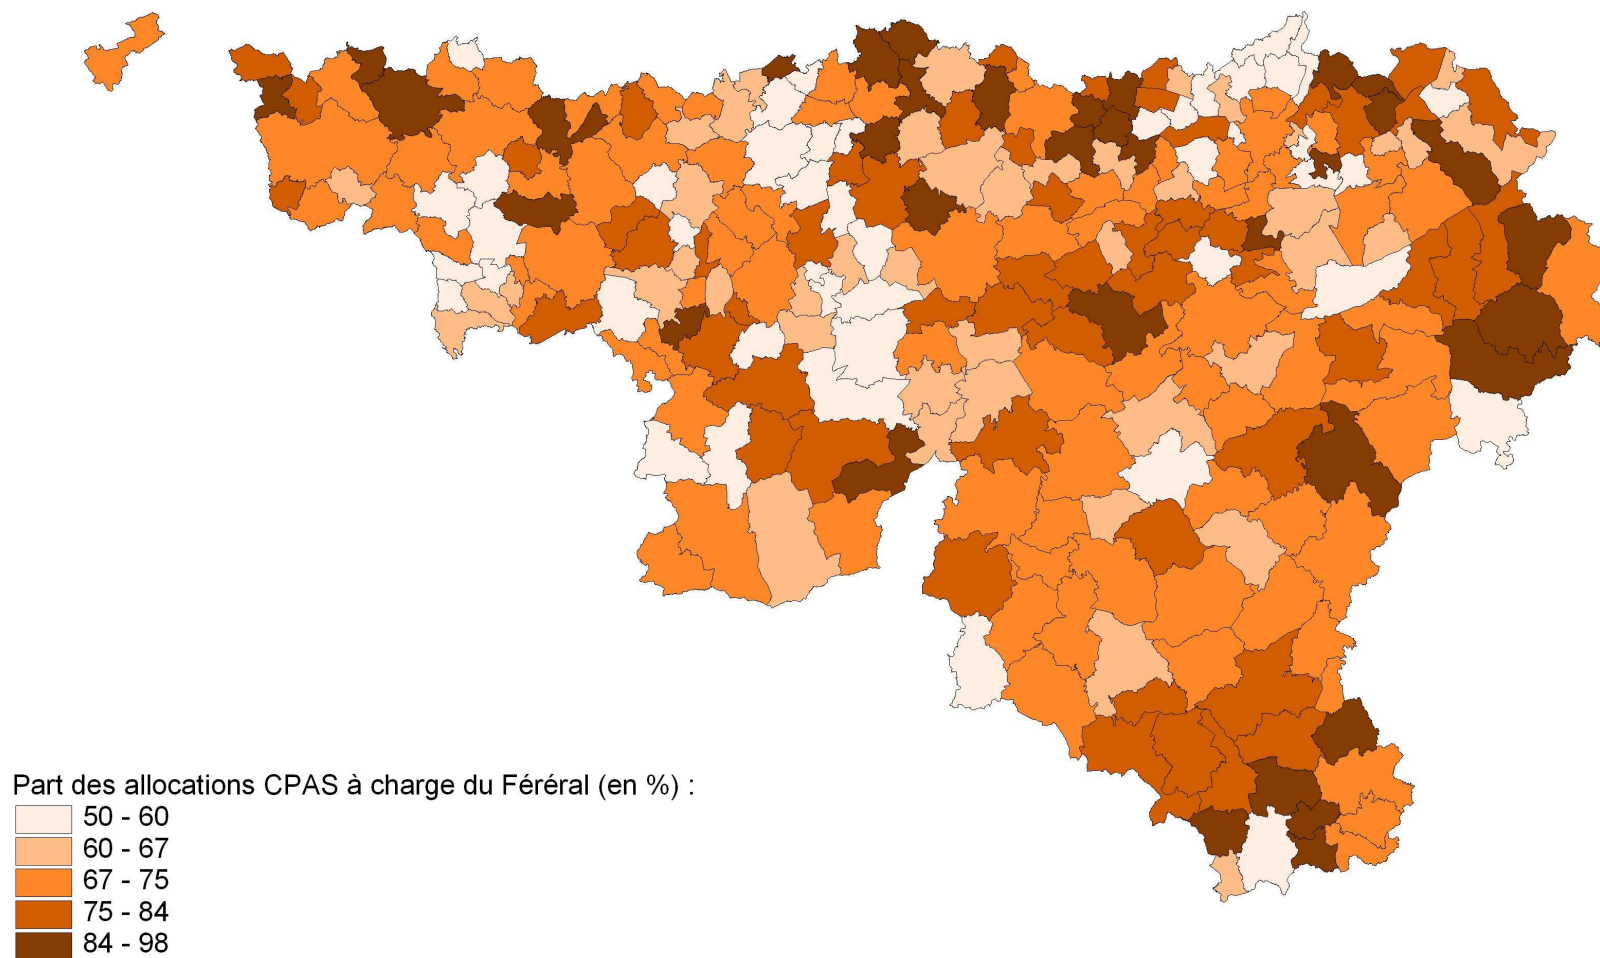 Part des allocations CPAS à charge du Féréral (en %) :
50 - 60
60 - 67
67 - 75
75 - 84
84 - 98